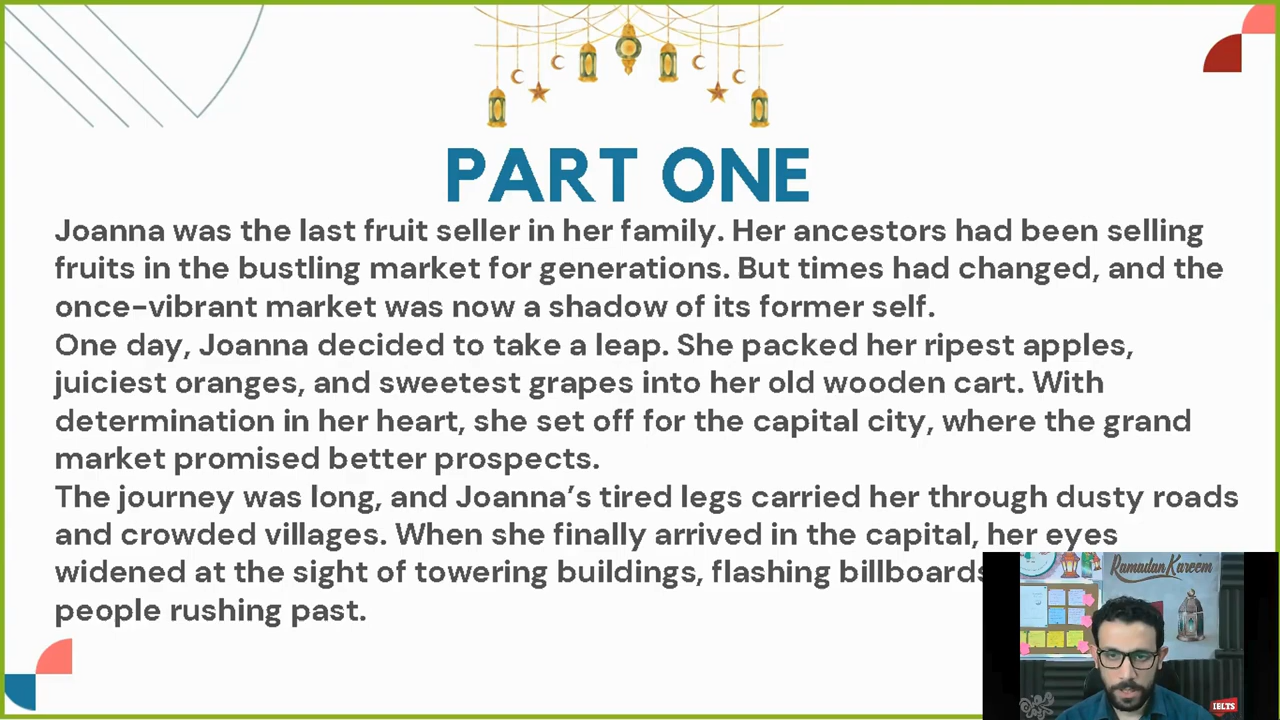 PART ONE
Joanna was the last fruit seller in her family. Her ancestors had been selling
fruits in the bustling market for generations. But times had changed, and the
once-vibrant market was now a shadow of its former self.
One day, Joanna decided to take a leap. She packed her ripest apples,
juiciest oranges, and sweetest grapes into her old wooden cart. With
determination in her heart, she set off for the capital city, where the grand
market promised better prospects.
The journey was long, and Joanna’s tired legs carried her through dusty roads
and crowded villages. When she finally arrived in the capital, her eyes
widened at the sight of towering buildings, flashing billboards
people rushing past.
Ramadan Kareem
IELTS